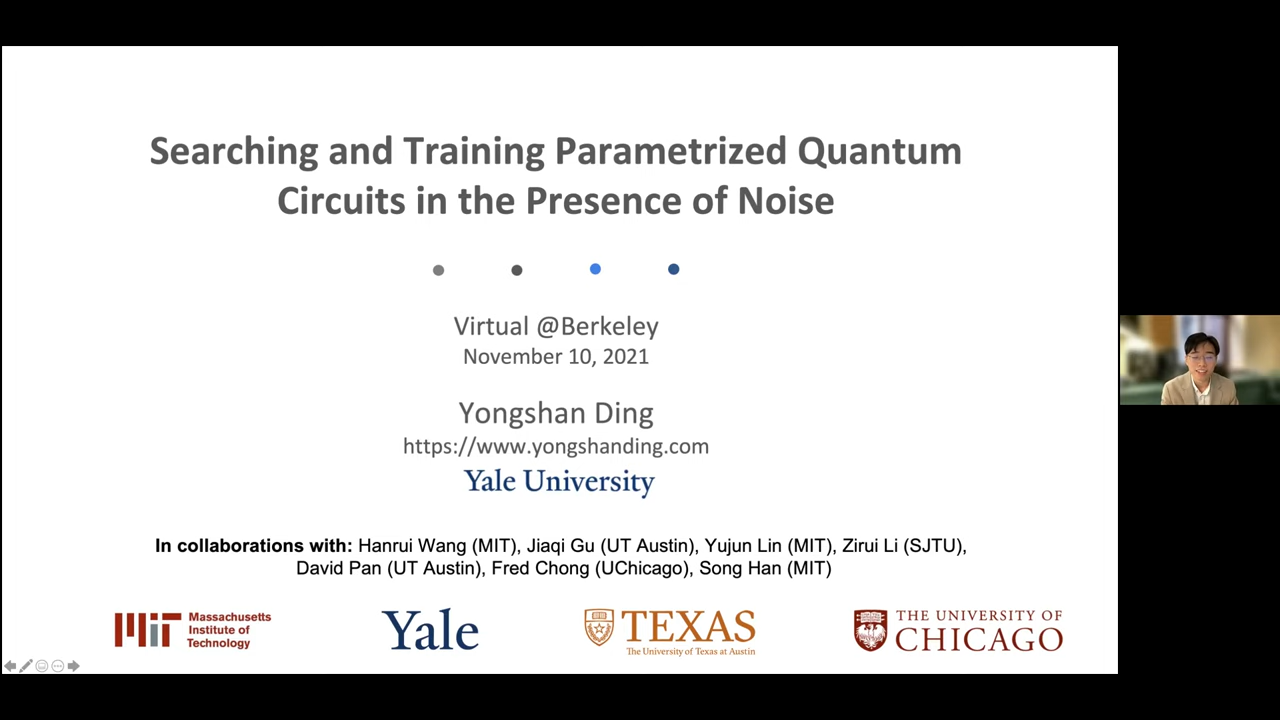 Searching and Training Parametrized Quantum
Circuits in the Presence of Noise
Virtual @Berkeley
November 10, 2021
Yongshan Ding
https://www.yongshanding.com
Yale University
In collaborations with: Hanrui Wang (MIT), Jiaqi Gu (UT Austin), Yujun Lin (MIT), Zirui Li (SJTU),
David Pan (UT Austin), Fred Chong (UChicago), Song Han (MIT)
MIT Massachusetts
Institute of
Technology
Yale
TEXAS
The University of Texas at Austin
THE UNIVERSITY OF
CHICAGO